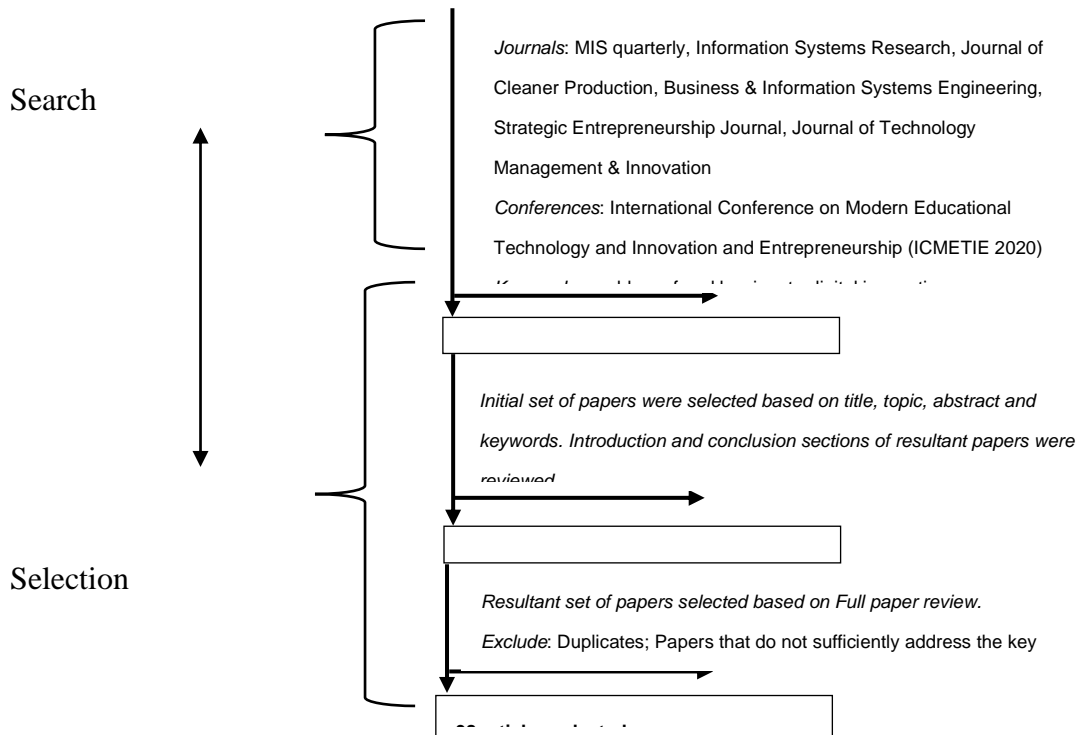 Search
Journals: MIS quarterly, Information Systems Research, Journal of
Cleaner Production, Business & Information Systems Engineering,
Strategic Entrepreneurship Journal, Journal of Technology
Management & Innovation
Conferences: International Conference on Modern Educational
Technology and Innovation and Entrepreneurship (ICMETIE 2020)
Initial set of papers were selected based on title, topic, abstract and
keywords. Introduction and conclusion sections of resultant papers were
reviewed
Selection
Resultant set of papers selected based on Full paper review.
Exclude: Duplicates; Papers that do not sufficiently address the key